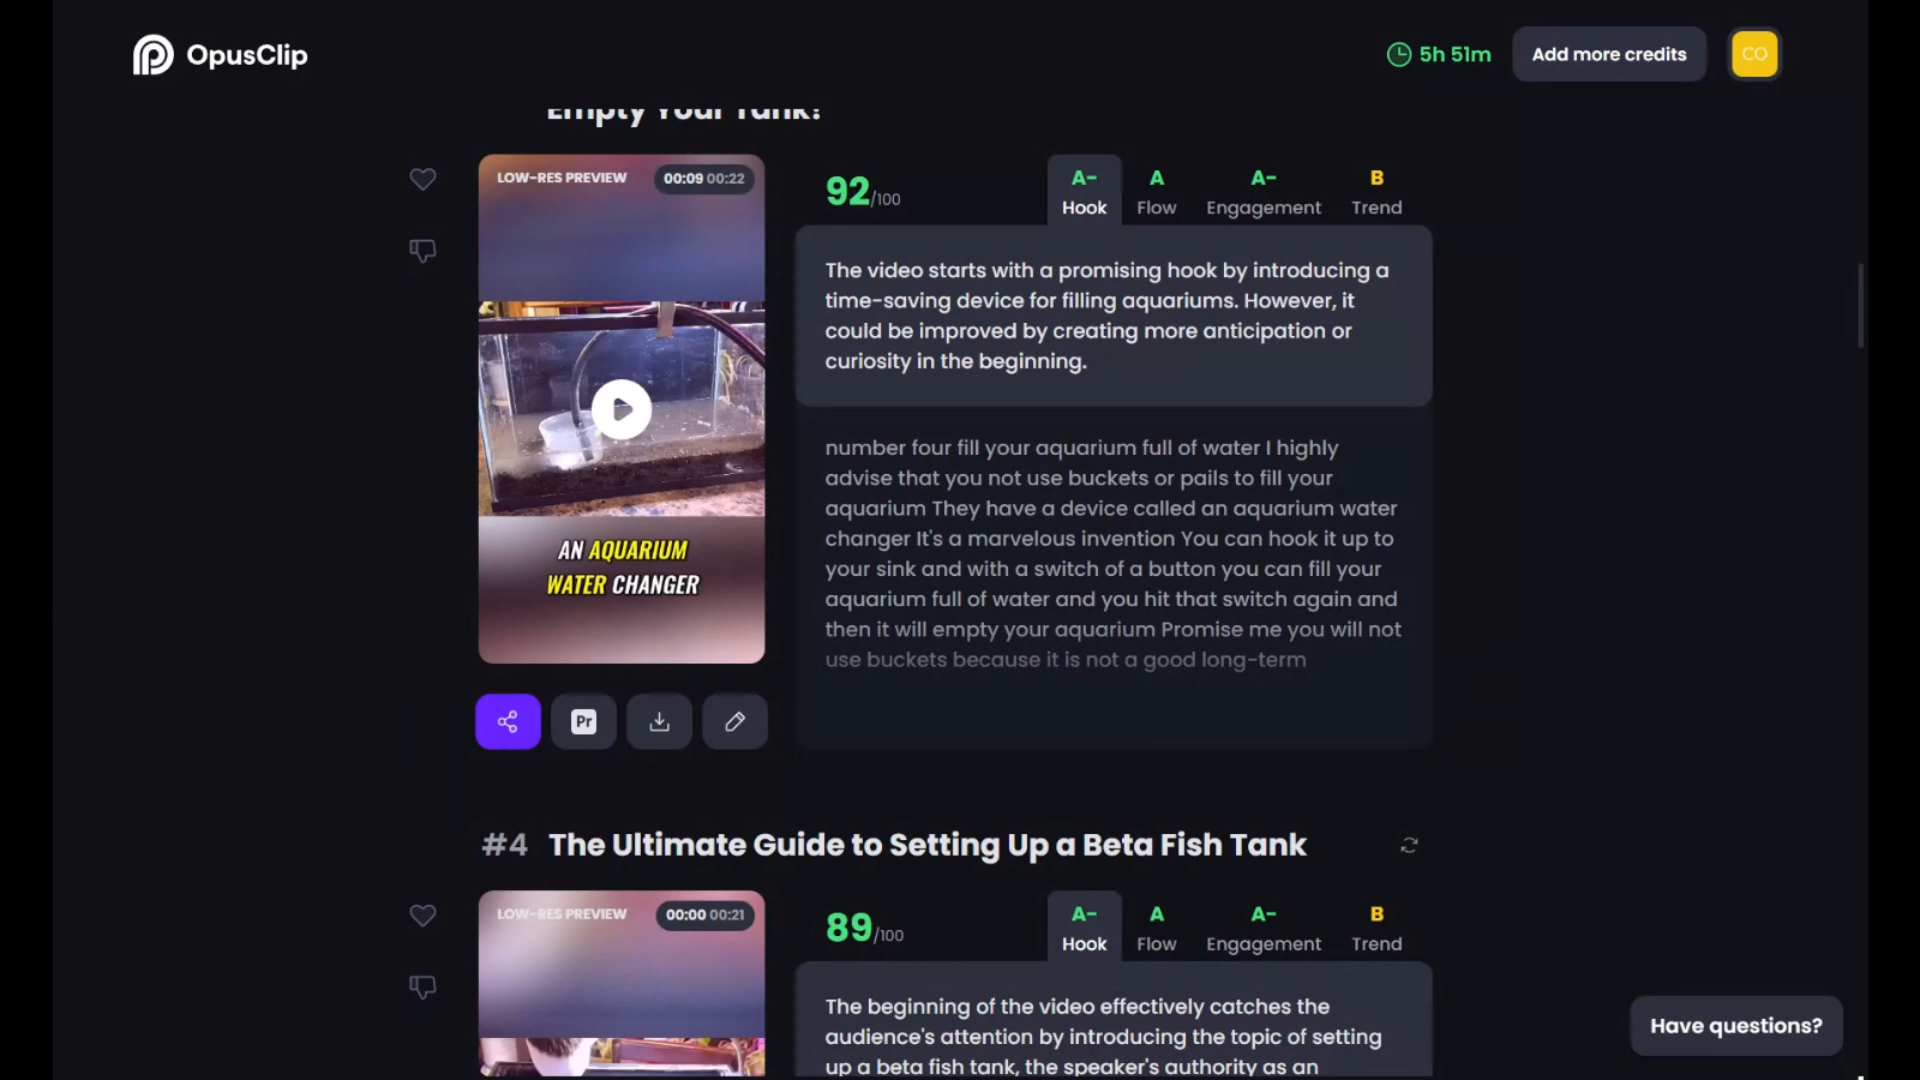 OpusClip
5h 51m
Add more credits
CO
Empty Your Tank!
LOW-RES PREVIEW
00:09 00:22
92/100
A-
Hook
A
Flow
A-
Engagement
B
Trend
The video starts with a promising hook by introducing a
time-saving device for filling aquariums. However, it
could be improved by creating more anticipation or
curiosity in the beginning.
AN AQUARIUM
WATER CHANGER
number four fill your aquarium full of water I highly
advise that you not use buckets or pails to fill your
aquarium They have a device called an aquarium water
changer It's a marvelous invention You can hook it up to
your sink and with a switch of a button you can fill your
aquarium full of water and you hit that switch again and
then it will empty your aquarium Promise me you will not
use buckets because it is not a good long-term
Pr
#4 The Ultimate Guide to Setting Up a Beta Fish Tank
LOW-RES PREVIEW
00:00 00:21
89/100
A-
Hook
A
Flow
A-
Engagement
B
Trend
The beginning of the video effectively catches the
audience's attention by introducing the topic of setting
up a beta fish tank, the speaker's authority as an
Have questions?